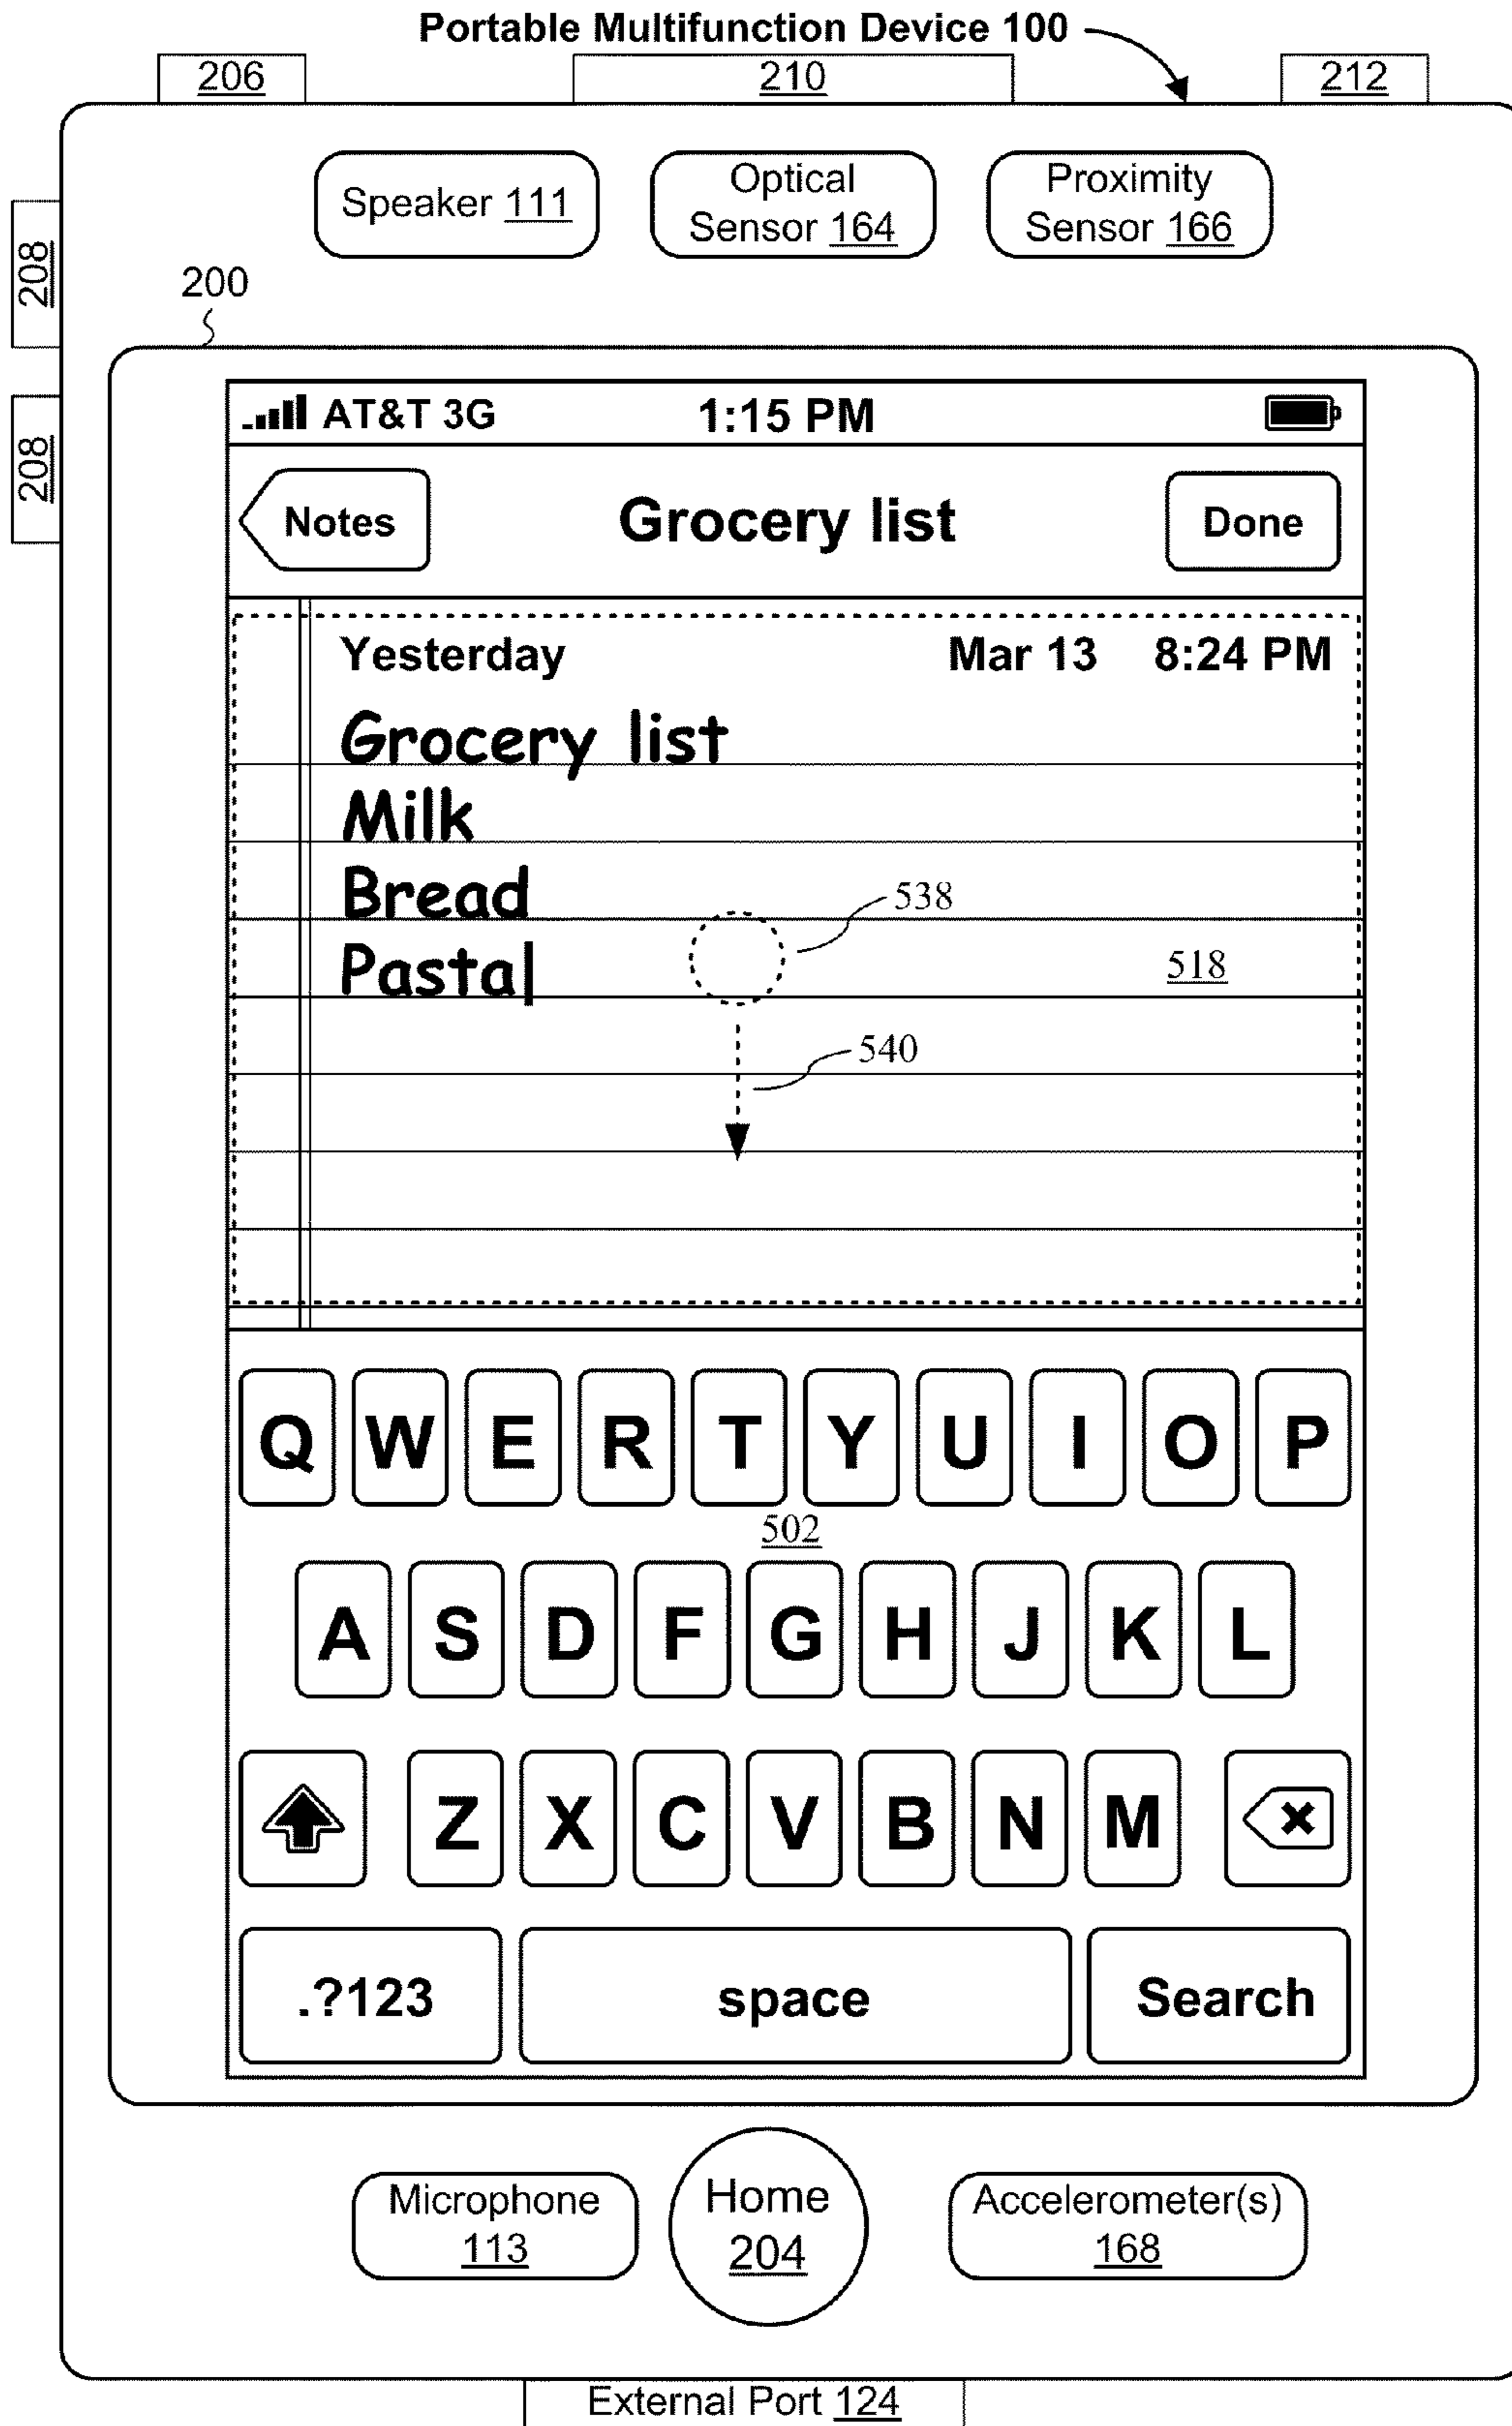 Portable Multifunction Device 100
206 210 212
Speaker 111
Optical Sensor 164
Proximity Sensor 166
208
200
208
AT&T 3G 1:15 PM
Notes Grocery list Done
Yesterday Mar 13 8:24 PM
Grocery list
Milk
Bread
538
Pasta
518
540
Q W E R T Y U I O P
502
A S D F G H J K L
Z X C V B N M
.?123 space Search
Microphone 113
Home 204
Accelerometer(s) 168
External Port 124